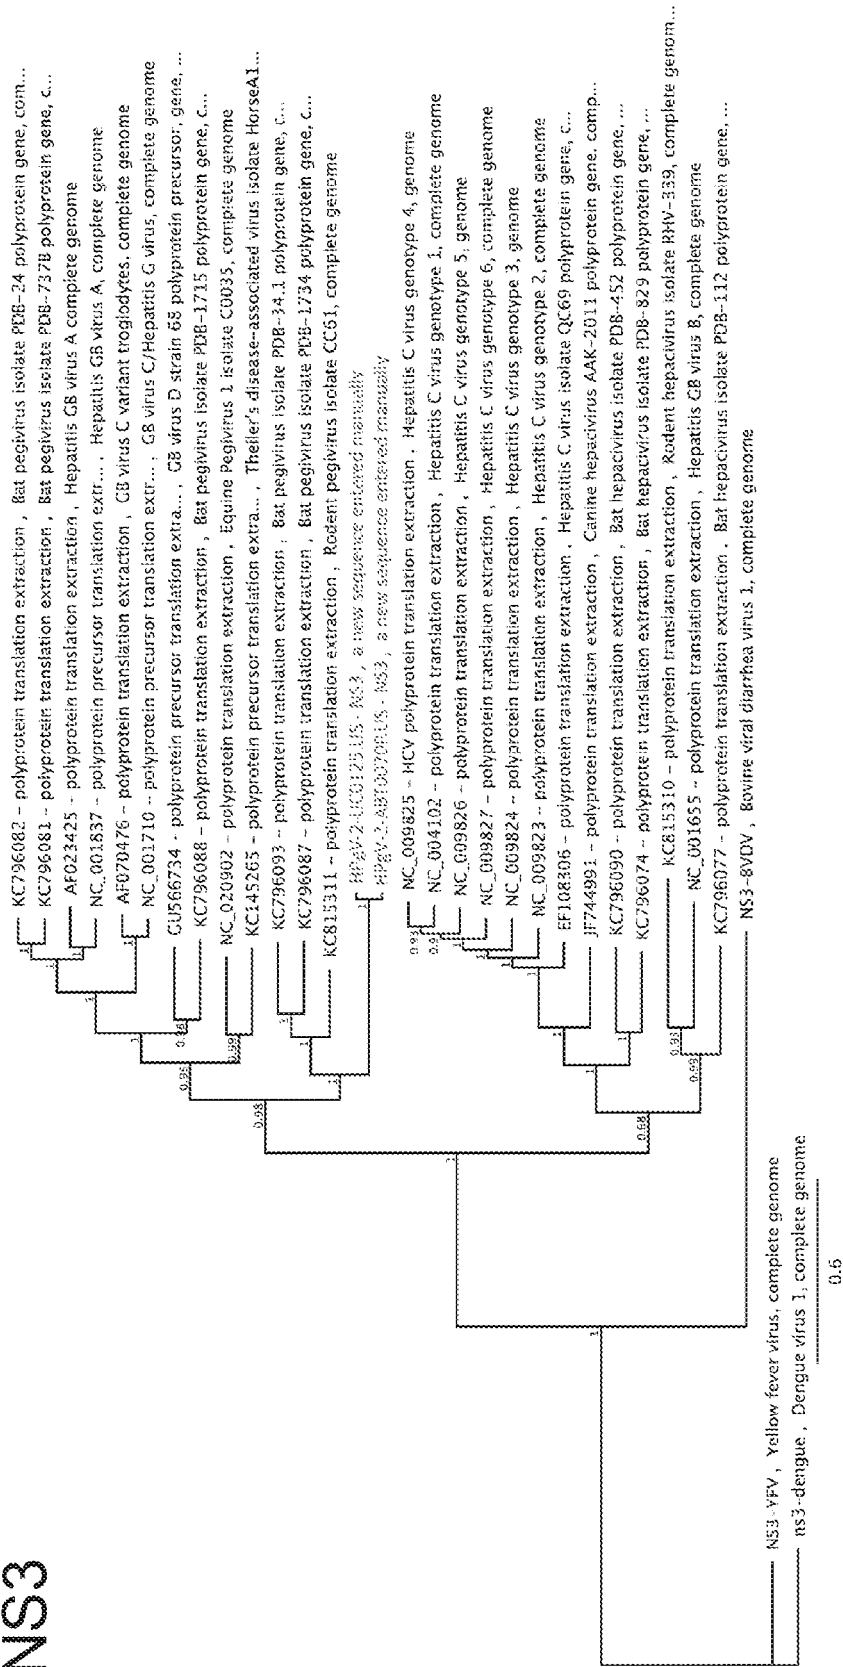 NS3
KC796082 – polyprotein translation extraction , Bat pegivirus isolate PDB-24 polyprotein gene, com...
KC796081 – polyprotein translation extraction , Bat pegivirus isolate PDB-737B polyprotein gene, c...
AF023425 – polyprotein translation extraction , Hepatitis GB virus A complete genome
NC_001837 – polyprotein precursor translation extr... , Hepatitis GB virus A, complete genome
AF070476 – polyprotein translation extraction , GB virus C variant troglodytes, complete genome
NC_001710 – polyprotein precursor translation extr... , GB virus C/Hepatitis G virus, complete genome
GU566734 – polyprotein precursor translation extra... , GB virus D strain 68 polyprotein precursor, gene, ...
KC796088 – polyprotein translation extraction , Bat pegivirus isolate PDB-1715 polyprotein gene, c...
NC_020902 – polyprotein translation extraction , Equine Pegivirus 1 isolate C0035, complete genome
KC145265 – polyprotein precursor translation extra... , Theiler's disease-associated virus isolate HorseA1...
KC796093 – polyprotein translation extraction , Bat pegivirus isolate PDB-34.1 polyprotein gene, c...
KC796087 – polyprotein translation extraction , Bat pegivirus isolate PDB-1734 polyprotein gene, c...
KC815311 – polyprotein translation extraction , Rodent pegivirus isolate CC61, complete genome
HPgV-2-UC0125.US - NS3 , a new sequence entered manually
HPgV-2-ABT0070P.US - NS3 , a new sequence entered manually
NC_009825 – HCV polyprotein translation extraction , Hepatitis C virus genotype 4, genome
NC_004102 – polyprotein translation extraction , Hepatitis C virus genotype 1, complete genome
NC_009826 – polyprotein translation extraction , Hepatitis C virus genotype 5, genome
NC_009827 – polyprotein translation extraction , Hepatitis C virus genotype 6, complete genome
NC_009824 – polyprotein translation extraction , Hepatitis C virus genotype 3, genome
NC_009823 – polyprotein translation extraction , Hepatitis C virus genotype 2, complete genome
EF108306 – polyprotein translation extraction , Hepatitis C virus isolate QC69 polyprotein gene, c...
JF744991 – polyprotein translation extraction , Canine hepacivirus AAK-2011 polyprotein gene, comp...
KC796090 – polyprotein translation extraction , Bat hepacivirus isolate PDB-452 polyprotein gene, ...
KC796074 – polyprotein translation extraction , Bat hepacivirus isolate PDB-829 polyprotein gene, ...
KC815310 – polyprotein translation extraction , Rodent hepacivirus isolate RHV-339, complete genom...
NC_001655 – polyprotein translation extraction , Hepatitis GB virus B, complete genome
KC796077 – polyprotein translation extraction , Bat hepacivirus isolate PDB-112 polyprotein gene, ...
NS3-BVDV , Bovine viral diarrhea virus 1, complete genome
NS3-YFV , Yellow fever virus, complete genome
ns3-dengue , Dengue virus 1, complete genome
0.6